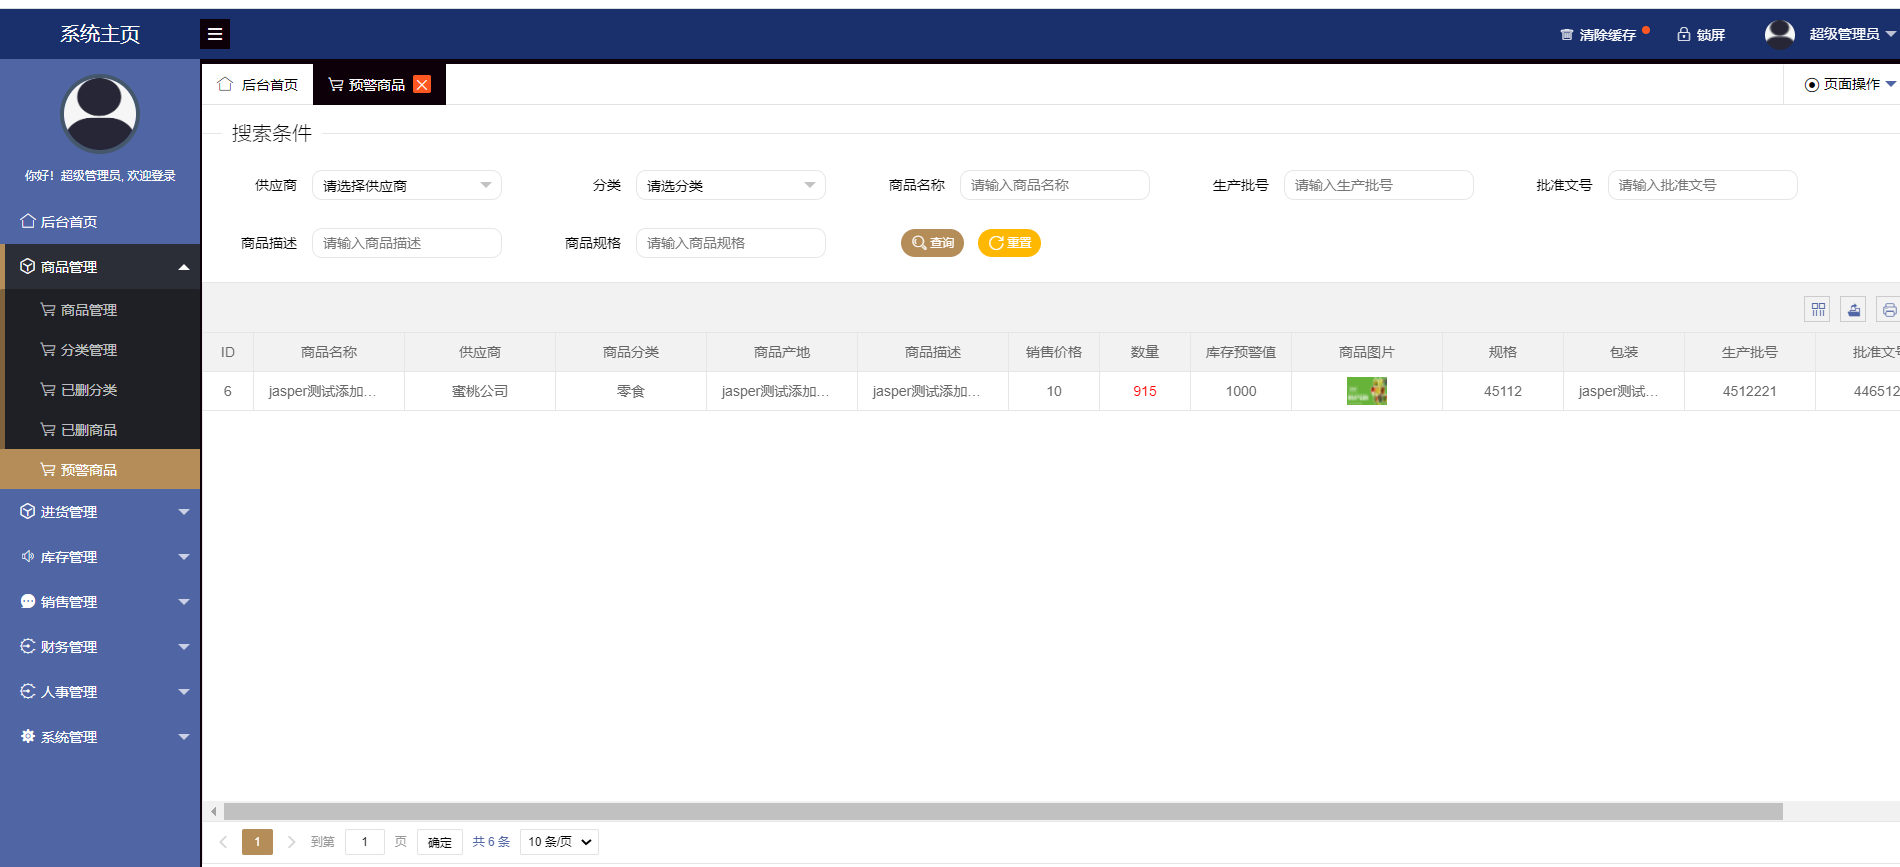 系统主页
清除缓存
锁屏
超级管理员
你好！超级管理员, 欢迎登录
后台首页
商品管理
商品管理
分类管理
已删分类
已删商品
预警商品
进货管理
库存管理
销售管理
财务管理
人事管理
系统管理
后台首页
预警商品
页面操作
搜索条件
供应商 请选择供应商 分类 请选分类 商品名称 请输入商品名称 生产批号 请输入生产批号 批准文号 请输入批准文号
商品描述 请输入商品描述 商品规格 请输入商品规格 查询 重置
ID 商品名称 供应商 商品分类 商品产地 商品描述 销售价格 数量 库存预警值 商品图片 规格 包装 生产批号 批准文号
6 jasper测试添加... 蜜桃公司 零食 jasper测试添加... jasper测试添加... 10 915 1000 45112 jasper测试... 4512221 446512
1 到第 1 页 确定 共 6 条 10 条/页